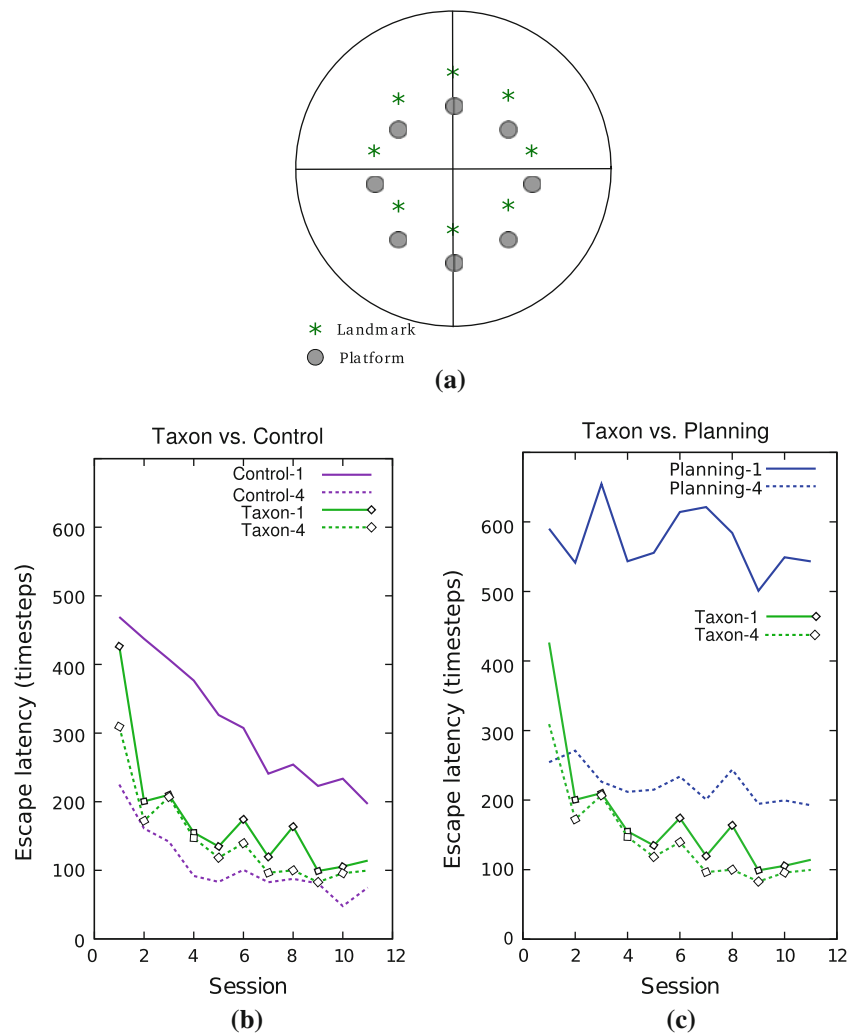 Landmark
Platform
(a)
Taxon vs. Control
Control-1
Control-4
Taxon-1
Taxon-4
600
500
400
300
200
100
0
Escape latency (timesteps)
0 2 4 6 8 10 12
Session
(b)
Taxon vs. Planning
Planning-1
Planning-4
Taxon-1
Taxon-4
600
500
400
300
200
100
0
Escape latency (timesteps)
0 2 4 6 8 10 12
Session
(c)